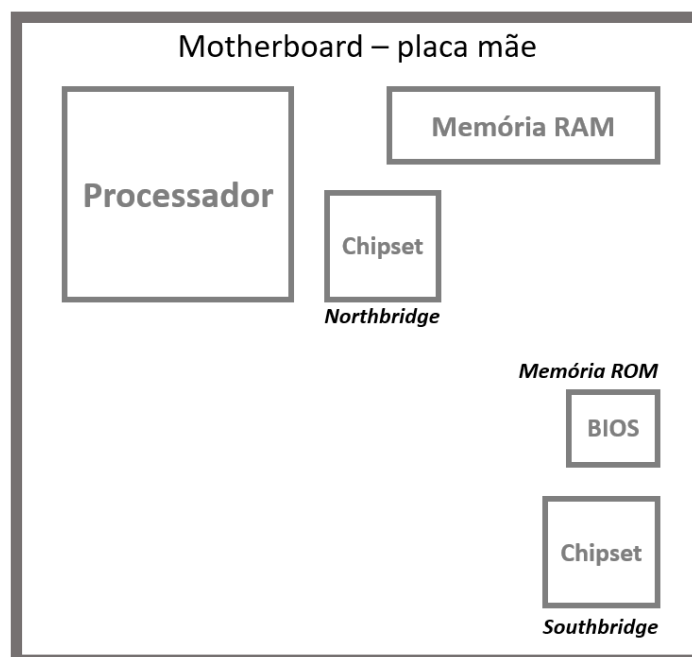 Motherboard – placa mãe
Memória RAM
Processador
Chipset
Northbridge
Memória ROM
BIOS
Chipset
Southbridge